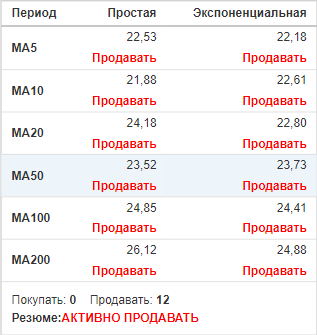 Период Простая Экспоненциальная
MA5 22,53 22,18
Продавать Продавать
MA10 21,88 22,61
Продавать Продавать
MA20 24,18 22,80
Продавать Продавать
MA50 23,52 23,73
Продавать Продавать
MA100 24,85 24,41
Продавать Продавать
MA200 26,12 24,88
Продавать Продавать
Покупать: 0 Продавать: 12
Резюме:АКТИВНО ПРОДАВАТЬ